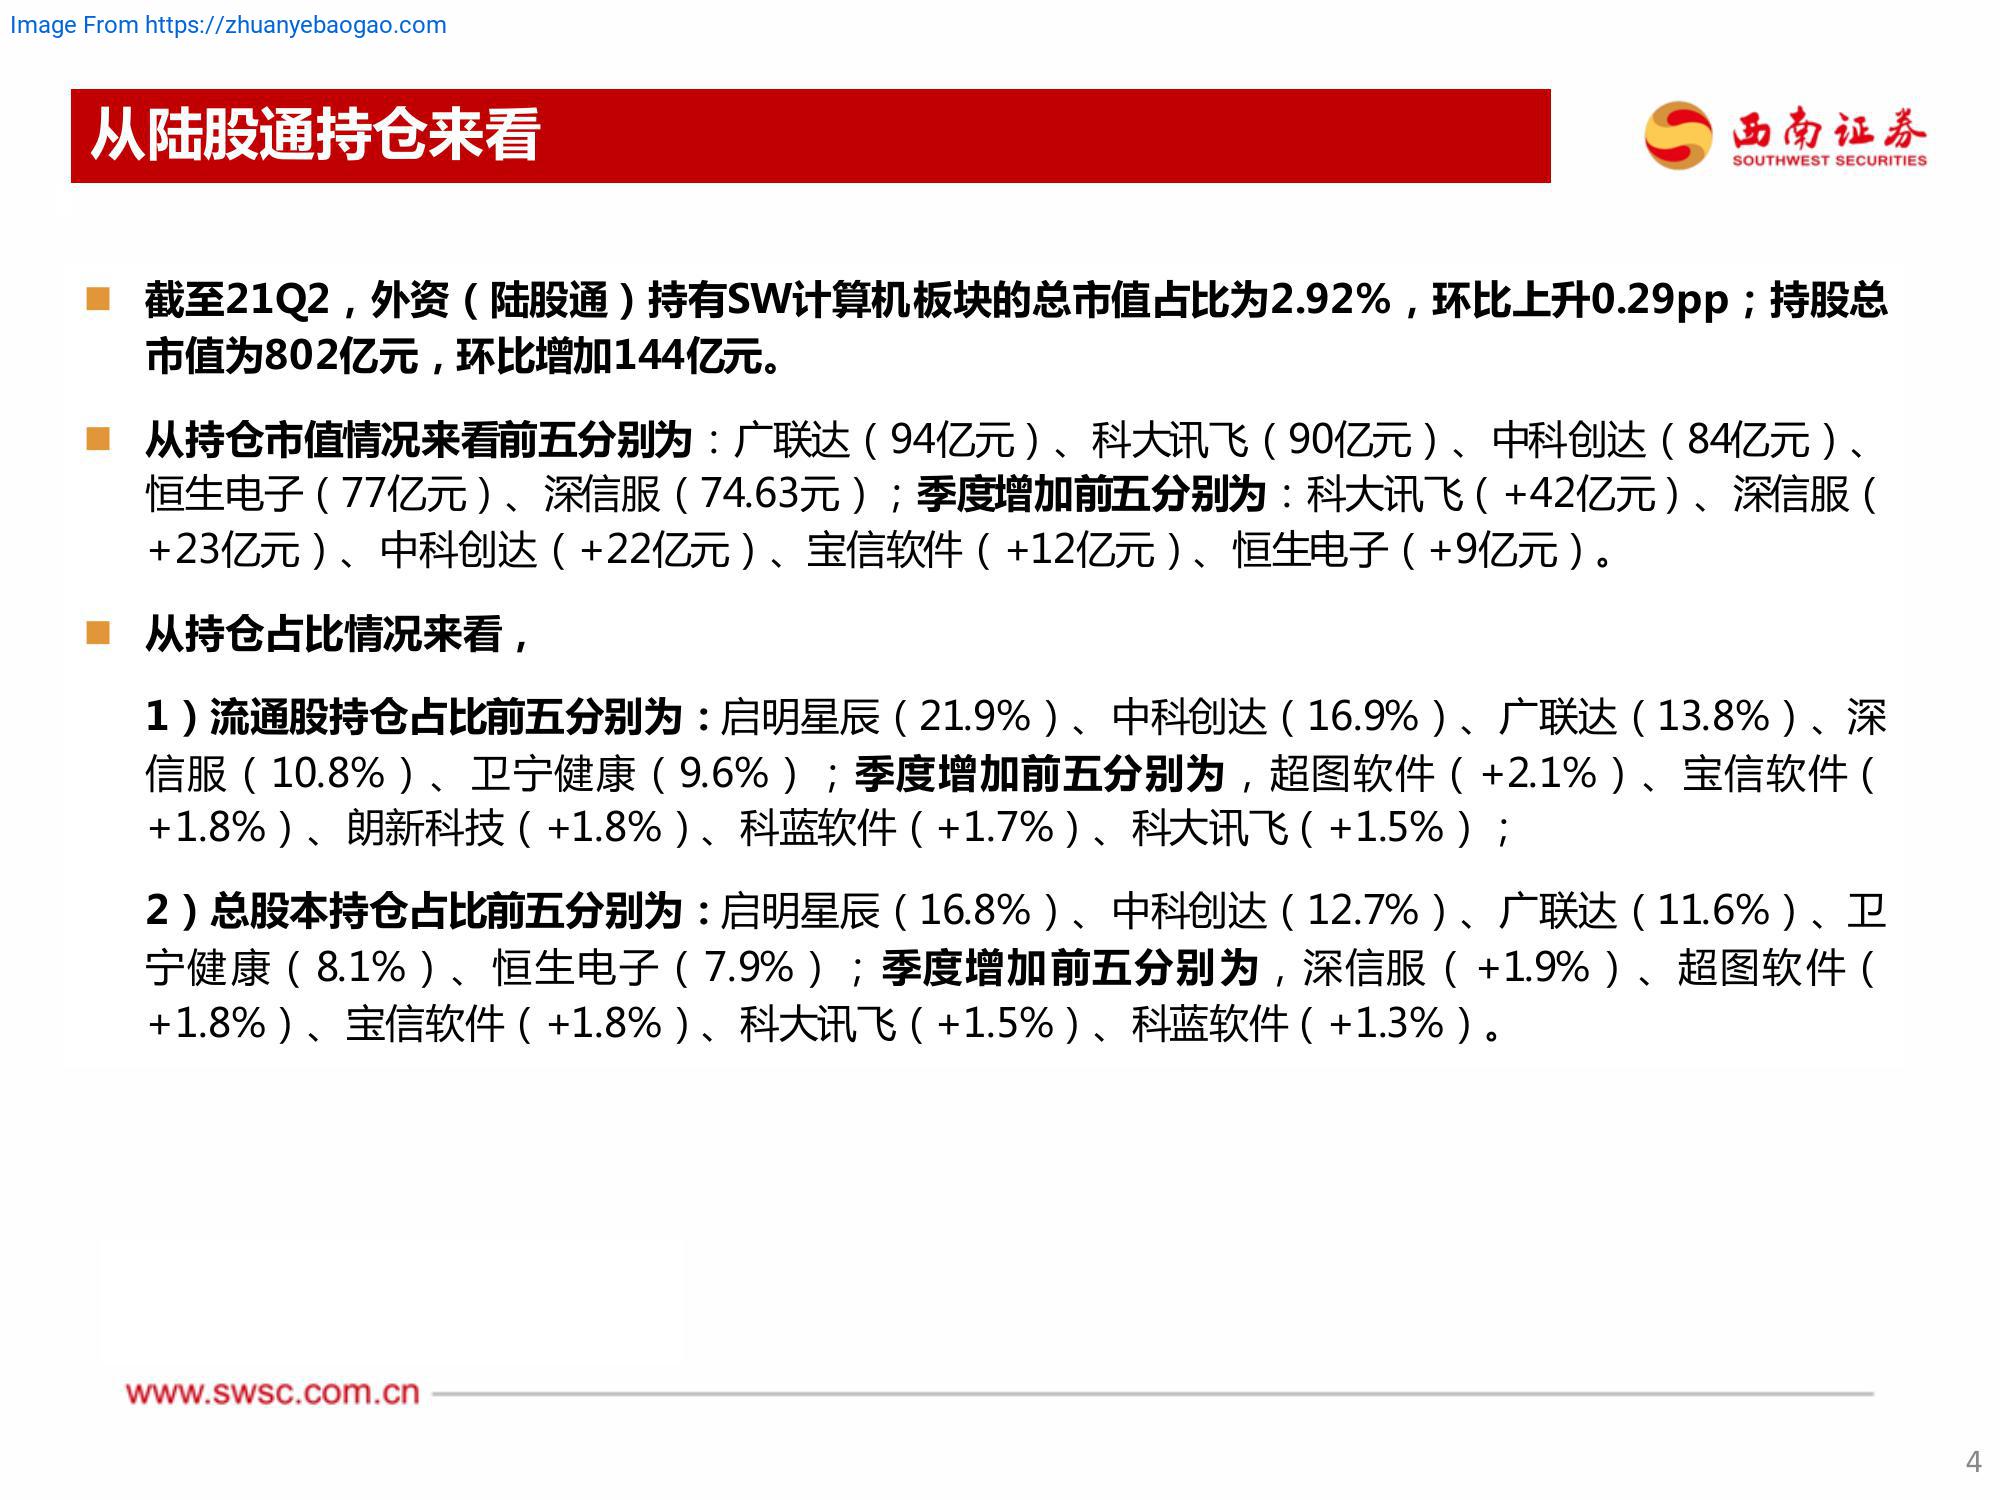 Image From https://zhuanyebaogao.com
从陆股通持仓来看
西南证券
SOUTHWEST SECURITIES
截至21Q2，外资（陆股通）持有SW计算机板块的总市值占比为2.92%，环比上升0.29pp；持股总
市值为802亿元，环比增加144亿元。
从持仓市值情况来看前五分别为：广联达（94亿元）、科大讯飞（90亿元）、中科创达（84亿元）、
恒生电子（77亿元）、深信服（74.63元）；季度增加前五分别为：科大讯飞（+42亿元）、深信服（
+23亿元）、中科创达（+22亿元）、宝信软件（+12亿元）、恒生电子（+9亿元）。
从持仓占比情况来看，
1）流通股持仓占比前五分别为：启明星辰（21.9%）、中科创达（16.9%）、广联达（13.8%）、深
信服（10.8%）、卫宁健康（9.6%）；季度增加前五分别为，超图软件（+2.1%）、宝信软件（
+1.8%）、朗新科技（+1.8%）、科蓝软件（+1.7%）、科大讯飞（+1.5%）；
2）总股本持仓占比前五分别为：启明星辰（16.8%）、中科创达（12.7%）、广联达（11.6%）、卫
宁健康（8.1%）、恒生电子（7.9%）；季度增加前五分别为，深信服（+1.9%）、超图软件（
+1.8%）、宝信软件（+1.8%）、科大讯飞（+1.5%）、科蓝软件（+1.3%）。
www.swsc.com.cn
4